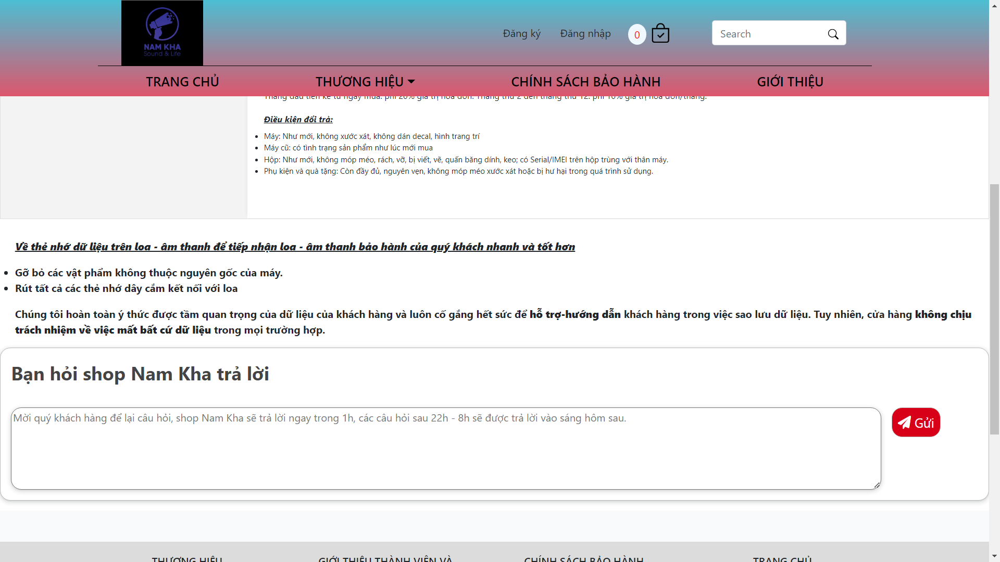 NAM KHA
Sound & Life
Đăng ký
Đăng nhập
0
Search
TRANG CHỦ
THƯƠNG HIỆU
CHÍNH SÁCH BẢO HÀNH
GIỚI THIỆU
Tháng đầu tiên kể từ ngày mua: phí 20% giá trị hóa đơn. Tháng thứ 2 đến tháng thứ 12: phí 10% giá trị hóa đơn/tháng.
Điều kiện đổi trả:
Máy: Như mới, không xước xát, không dán decal, hình trang trí
Máy cũ: có tình trạng sản phẩm như lúc mới mua
Hộp: Như mới, không móp méo, rách, vỡ, bị viết, vẽ, quấn băng dính, keo; có Serial/IMEI trên hộp trùng với thân máy.
Phụ kiện và quà tặng: Còn đầy đủ, nguyên vẹn, không móp méo xước xát hoặc bị hư hại trong quá trình sử dụng.
Về thẻ nhớ dữ liệu trên loa - âm thanh để tiếp nhận loa - âm thanh bảo hành của quý khách nhanh và tốt hơn
Gỡ bỏ các vật phẩm không thuộc nguyên gốc của máy.
Rút tất cả các thẻ nhớ dây cắm kết nối với loa
Chúng tôi hoàn toàn ý thức được tầm quan trọng của dữ liệu của khách hàng và luôn cố gắng hết sức để hỗ trợ-hướng dẫn khách hàng trong việc sao lưu dữ liệu. Tuy nhiên, cửa hàng không chịu
trách nhiệm về việc mất bất cứ dữ liệu trong mọi trường hợp.
Bạn hỏi shop Nam Kha trả lời
Mời quý khách hàng để lại câu hỏi, shop Nam Kha sẽ trả lời ngay trong 1h, các câu hỏi sau 22h - 8h sẽ được trả lời vào sáng hôm sau.
Gửi
THƯƠNG HIỆU
GIỚI THIỆU THÀNH VIÊN VÀ
CHÍNH SÁCH BẢO HÀNH
TRANG CHỦ